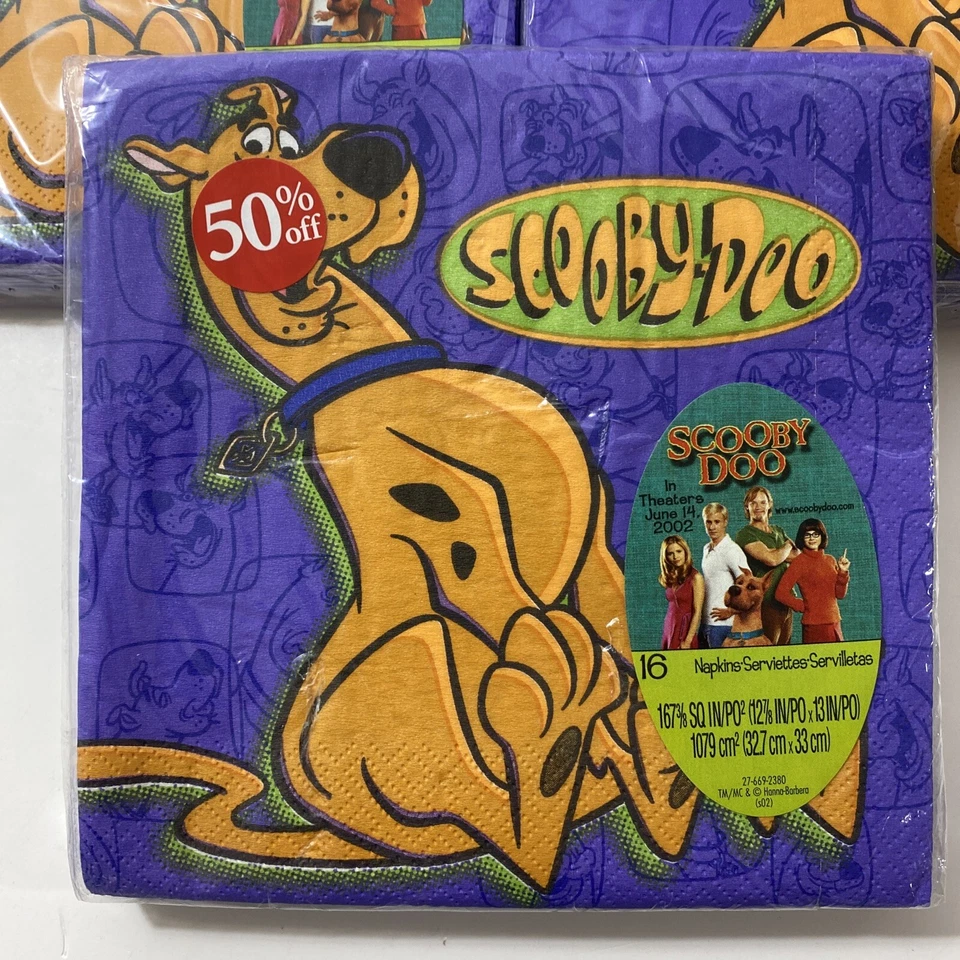 50% off
SCOOBY-DOO
SCOOBY
DOO
In
Theaters
June 14,
2002
www.scoobydoo.com
16 Napkins·Serviettes·Servilletas
167⅜ SQ IN/PO² (12⅞ IN/PO x 13 IN/PO)
1079 cm² (32.7 cm x 33 cm)
27-669-2380
TM/MC & © Hanna-Barbera
(s02)